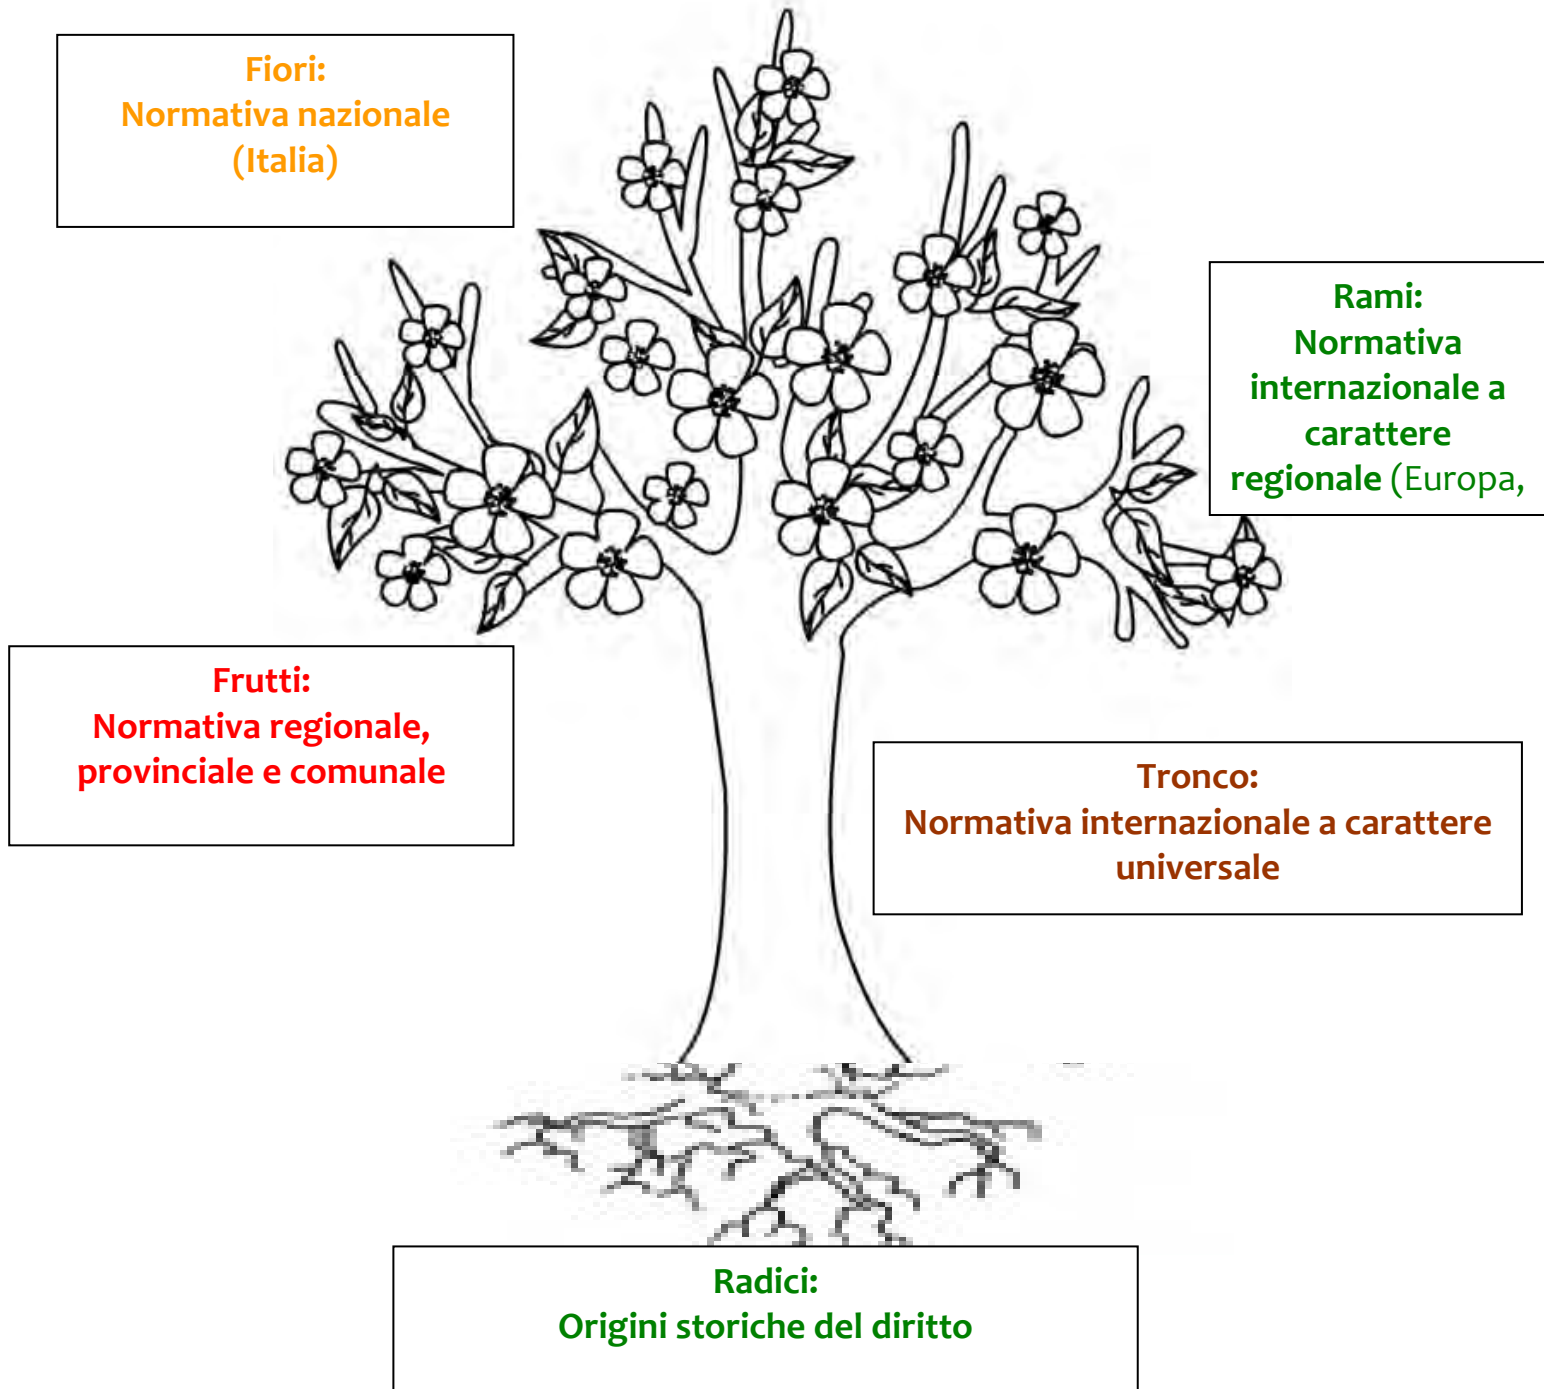 Fiori:
Normativa nazionale
(Italia)
Rami:
Normativa
internazionale a
carattere
regionale (Europa,
Frutti:
Normativa regionale,
provinciale e comunale
Tronco:
Normativa internazionale a carattere
universale
Radici:
Origini storiche del diritto